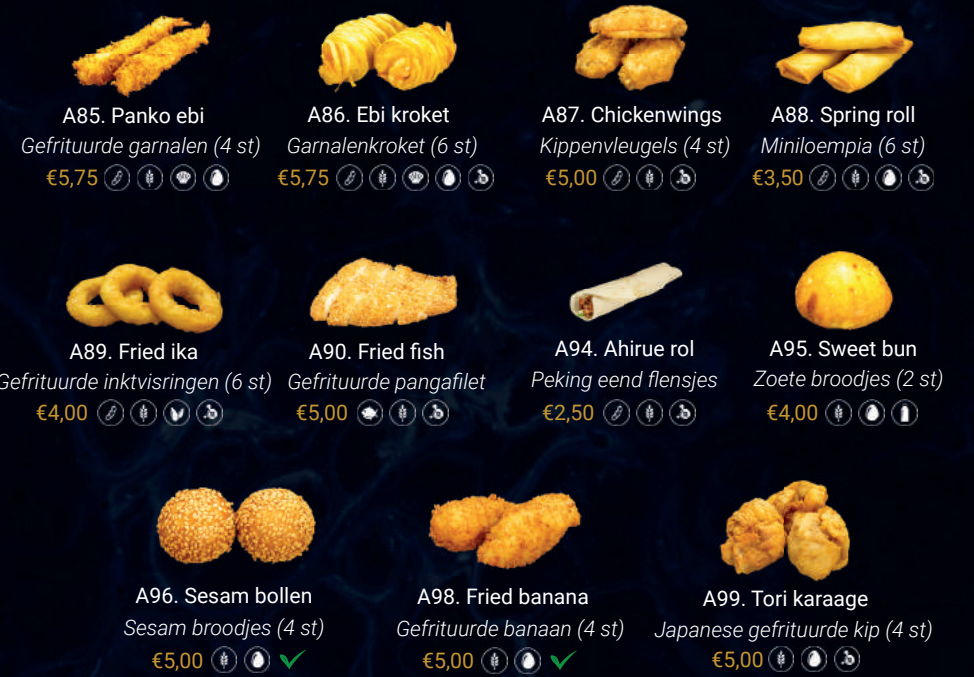 A85. Panko ebi
Gefrituurde garnalen (4 st)
€5,75
A86. Ebi kroket
Garnalenkroket (6 st)
€5,75
A87. Chickenwings
Kippenvleugels (4 st)
€5,00
A88. Spring roll
Miniloempia (6 st)
€3,50
A89. Fried ika
Gefrituurde inktvisringen (6 st)
€4,00
A90. Fried fish
Gefrituurde pangafilet
€5,00
A94. Ahirue rol
Peking eend flensjes
€2,50
A95. Sweet bun
Zoete broodjes (2 st)
€4,00
A96. Sesam bollen
Sesam broodjes (4 st)
€5,00
A98. Fried banana
Gefrituurde banaan (4 st)
€5,00
A99. Tori karaage
Japanese gefrituurde kip (4 st)
€5,00